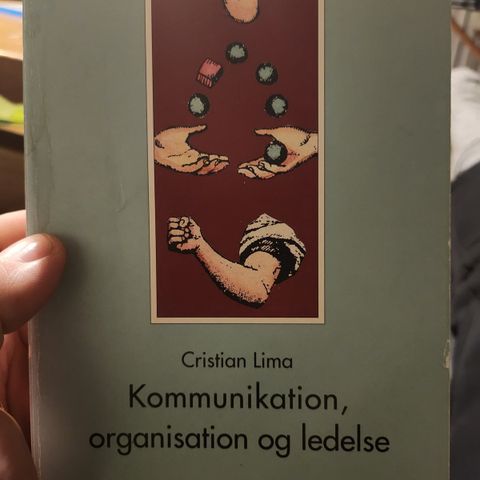 Cristian Lima
Kommunikation,
organisation og ledelse